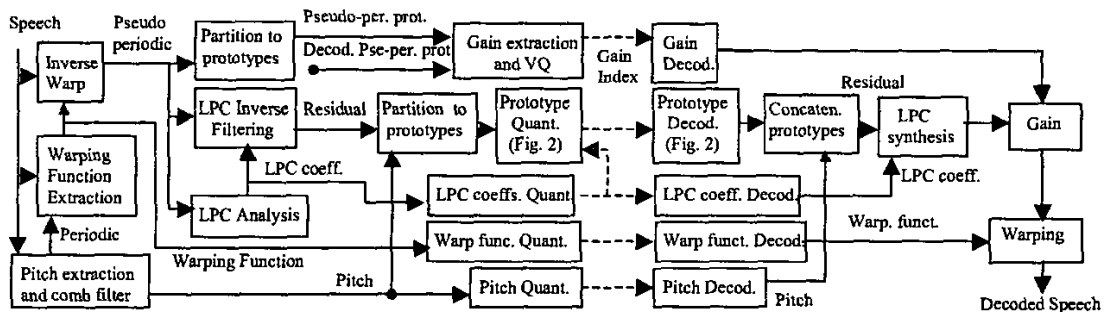 Speech
Pseudo
periodic
Inverse
Warp
Partition to
prototypes
Pseudo-per. prot.
Decod. Pse-per. prot
Gain extraction
and VQ
Gain
Index
Gain
Decod.
LPC Inverse
Filtering
Residual
Partition to
prototypes
Prototype
Quant.
(Fig. 2)
Prototype
Decod.
(Fig. 2)
Concaten.
prototypes
Residual
LPC
synthesis
Gain
Warping
Function
Extraction
LPC coeff.
LPC Analysis
LPC coeffs. Quant.
LPC coeff. Decod.
LPC coeff.
Periodic
Warping Function
Warp func. Quant.
Warp funct. Decod.
Warp. funct.
Warping
Pitch extraction
and comb filter
Pitch
Pitch Quant.
Pitch Decod.
Pitch
Decoded Speech